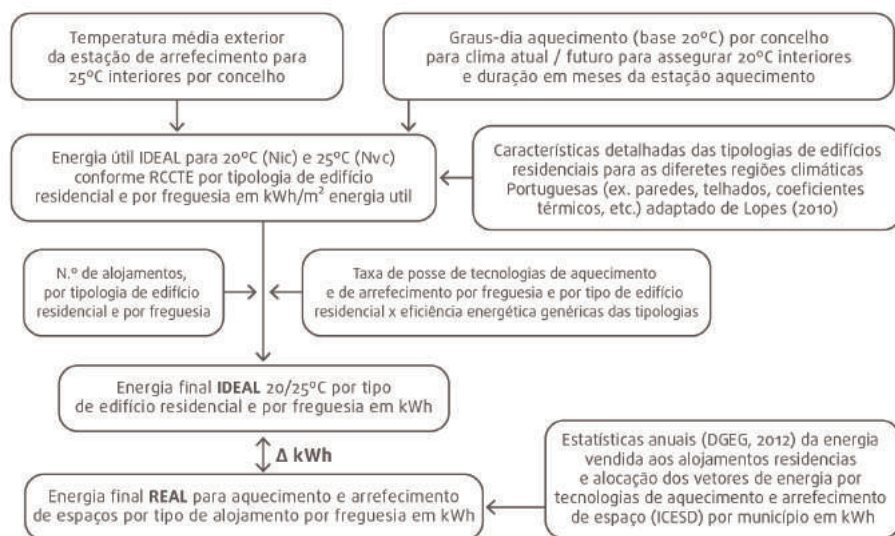 Temperatura média exterior
da estação de arrefecimento para
25ºC interiores por concelho
Graus-dia aquecimento (base 20ºC) por concelho
para clima atual / futuro para assegurar 20ºC interiores
e duração em meses da estação aquecimento
Energia útil IDEAL para 20ºC (Nic) e 25ºC (Nvc)
conforme RCCTE por tipologia de edifício
residencial e por freguesia em kWh/m² energia util
Características detalhadas das tipologias de edifícios
residenciais para as diferetes regiões climáticas
Portuguesas (ex. paredes, telhados, coeficientes
térmicos, etc.) adaptado de Lopes (2010)
N.º de alojamentos,
por tipologia de edifício
residencial e por freguesia
Taxa de posse de tecnologias de aquecimento
e de arrefecimento por freguesia e por tipo de edifício
residencial x eficiência energética genéricas das tipologias
Energia final IDEAL 20/25ºC por tipo
de edifício residencial e por freguesia em kWh
Δ kWh
Energia final REAL para aquecimento e arrefecimento
de espaços por tipo de alojamento por freguesia em kWh
Estatísticas anuais (DGEG, 2012) da energia
vendida aos alojamentos residencias
e alocação dos vetores de energia por
tecnologias de aquecimento e arrefecimento
de espaço (ICESD) por município em kWh